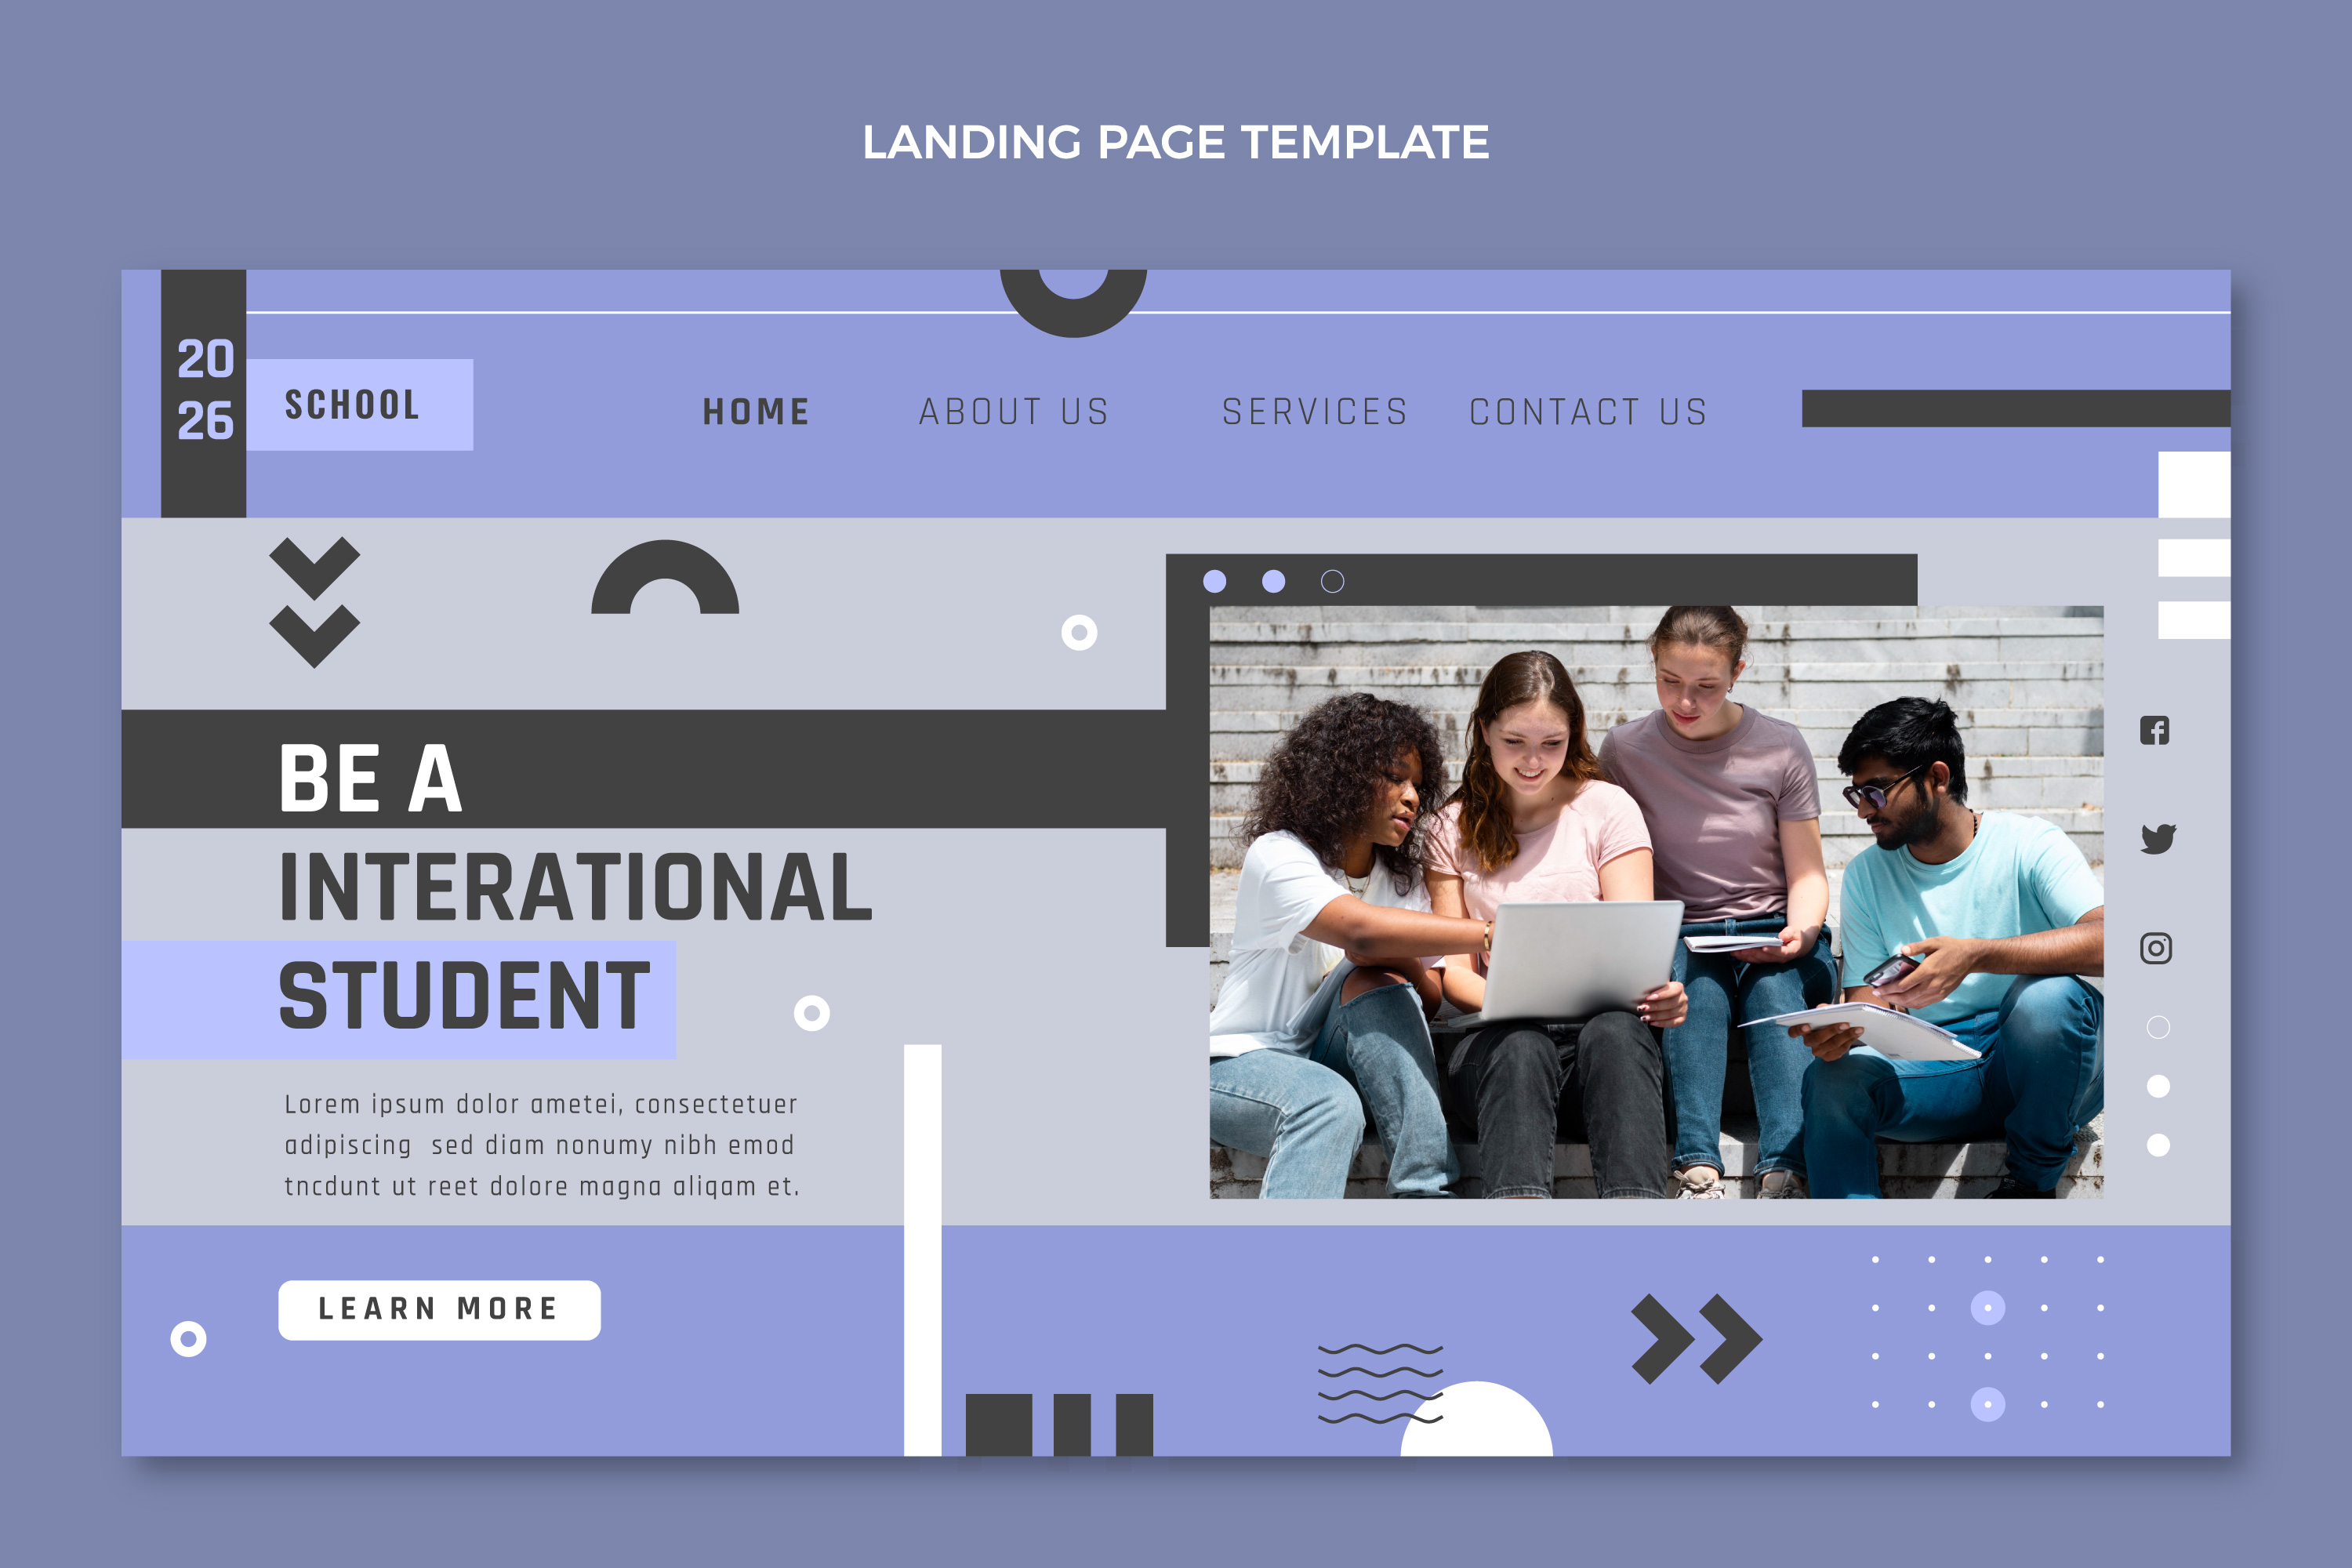 LANDING PAGE TEMPLATE
20
26
SCHOOL
HOME
ABOUT US
SERVICES
CONTACT US
BE A
INTERATIONAL
STUDENT
Lorem ipsum dolor ametei, consectetuer
adipiscing sed diam nonumy nibh emod
tncdunt ut reet dolore magna aliqam et.
LEARN MORE